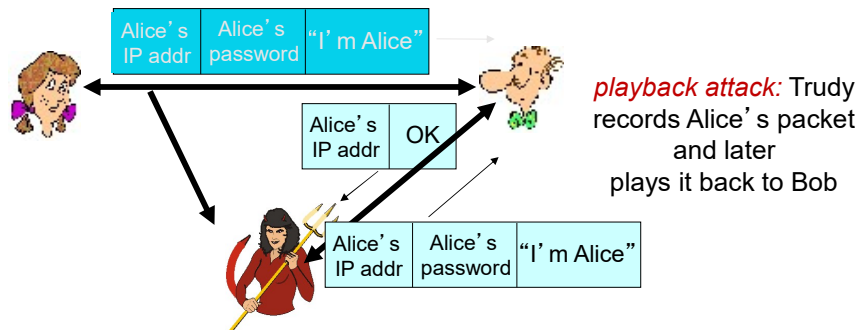 Alice’s
IP addr
Alice’s
password
“I’m Alice”
playback attack: Trudy
records Alice’s packet
and later
plays it back to Bob
Alice’s
IP addr
OK
Alice’s
IP addr
Alice’s
password
“I’m Alice”